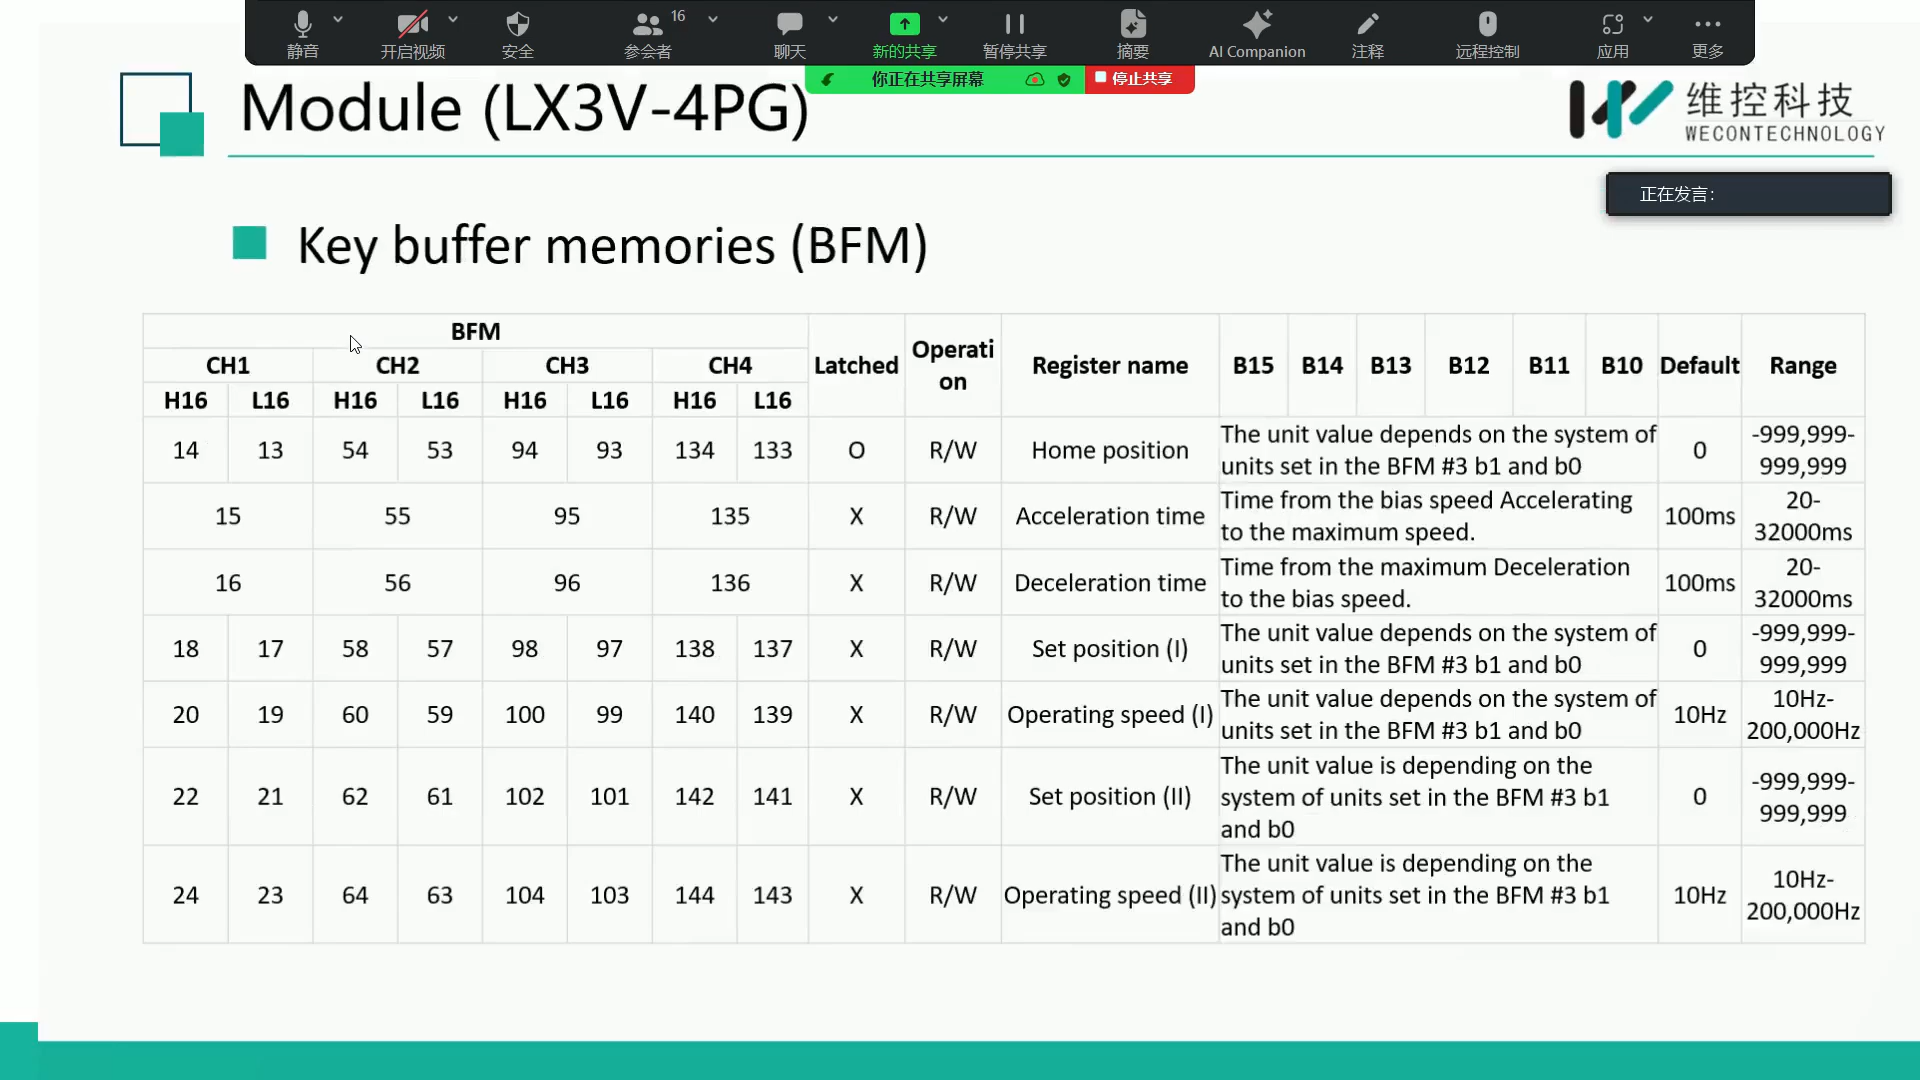 静音
开启视频
安全
16
参会者
聊天
新的共享
暂停共享
摘要
AI Companion
注释
远程控制
应用
更多
你正在共享屏幕
停止共享
Module (LX3V-4PG)
维控科技
WECONTECHNOLOGY
正在发言:
Key buffer memories (BFM)
BFM Latched Operati on Register name B15 B14 B13 B12 B11 B10 Default Range
CH1 CH2 CH3 CH4
H16 L16 H16 L16 H16 L16 H16 L16
14 13 54 53 94 93 134 133 O R/W Home position The unit value depends on the system of 0 -999,999-
units set in the BFM #3 b1 and b0 999,999
15 55 95 135 X R/W Acceleration time Time from the bias speed Accelerating 100ms 20-
to the maximum speed. 32000ms
16 56 96 136 X R/W Deceleration time Time from the maximum Deceleration 100ms 20-
to the bias speed. 32000ms
18 17 58 57 98 97 138 137 X R/W Set position (I) The unit value depends on the system of 0 -999,999-
units set in the BFM #3 b1 and b0 999,999
20 19 60 59 100 99 140 139 X R/W Operating speed (I) The unit value depends on the system of 10Hz 10Hz-
units set in the BFM #3 b1 and b0 200,000Hz
22 21 62 61 102 101 142 141 X R/W Set position (II) The unit value is depending on the 0 -999,999-
system of units set in the BFM #3 b1 999,999
and b0
24 23 64 63 104 103 144 143 X R/W Operating speed (II) The unit value is depending on the 10Hz 10Hz-
system of units set in the BFM #3 b1 200,000Hz
and b0